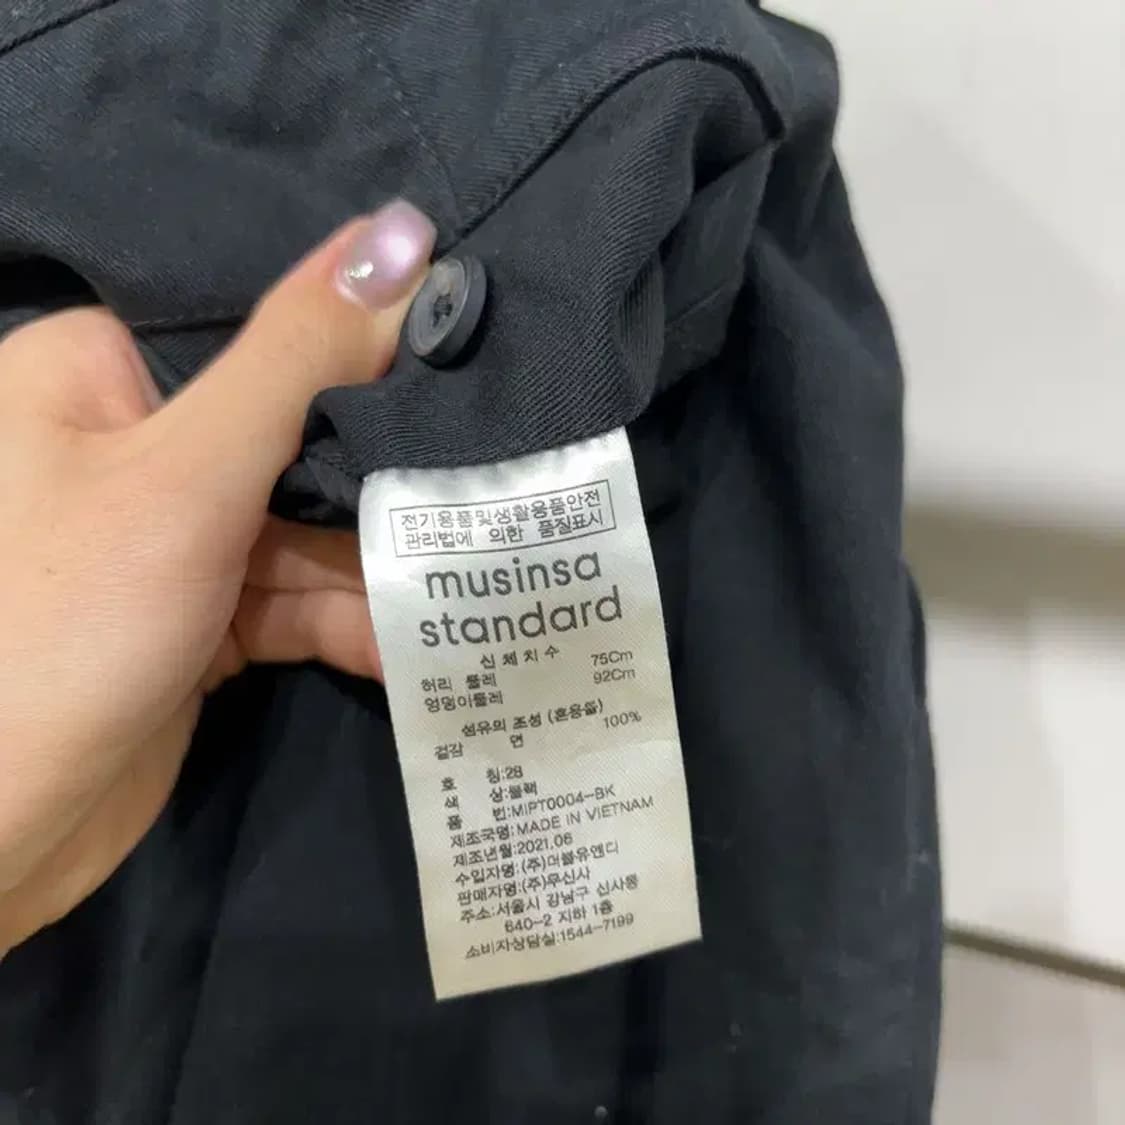 전기용품및생활용품안전
관리법에 의한 품질표시
musinsa
standard
신체치수
허리 둘레 75Cm
엉덩이둘레 92Cm
섬유의 조성 (혼용율)
겉감 면 100%
호 칭:28
색 상:블랙
품 번:MIPT0004-BK
제조국명:MADE IN VIETNAM
제조년월:2021.06
수입자명:(주)더블유앤디
판매자명:(주)무신사
주소:서울시 강남구 신사동
640-2 지하 1층
소비자상담실:1544-7199